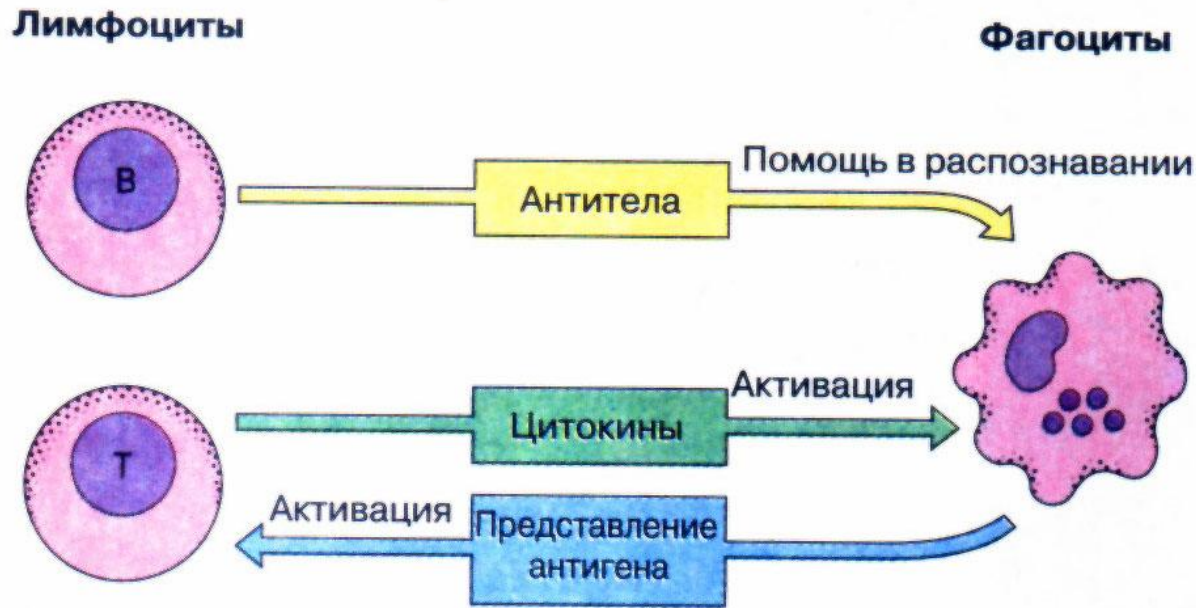 Лимфоциты
Фагоциты
В
Антитела
Помощь в распознавании
Т
Цитокины
Активация
Активация
Представление
антигена